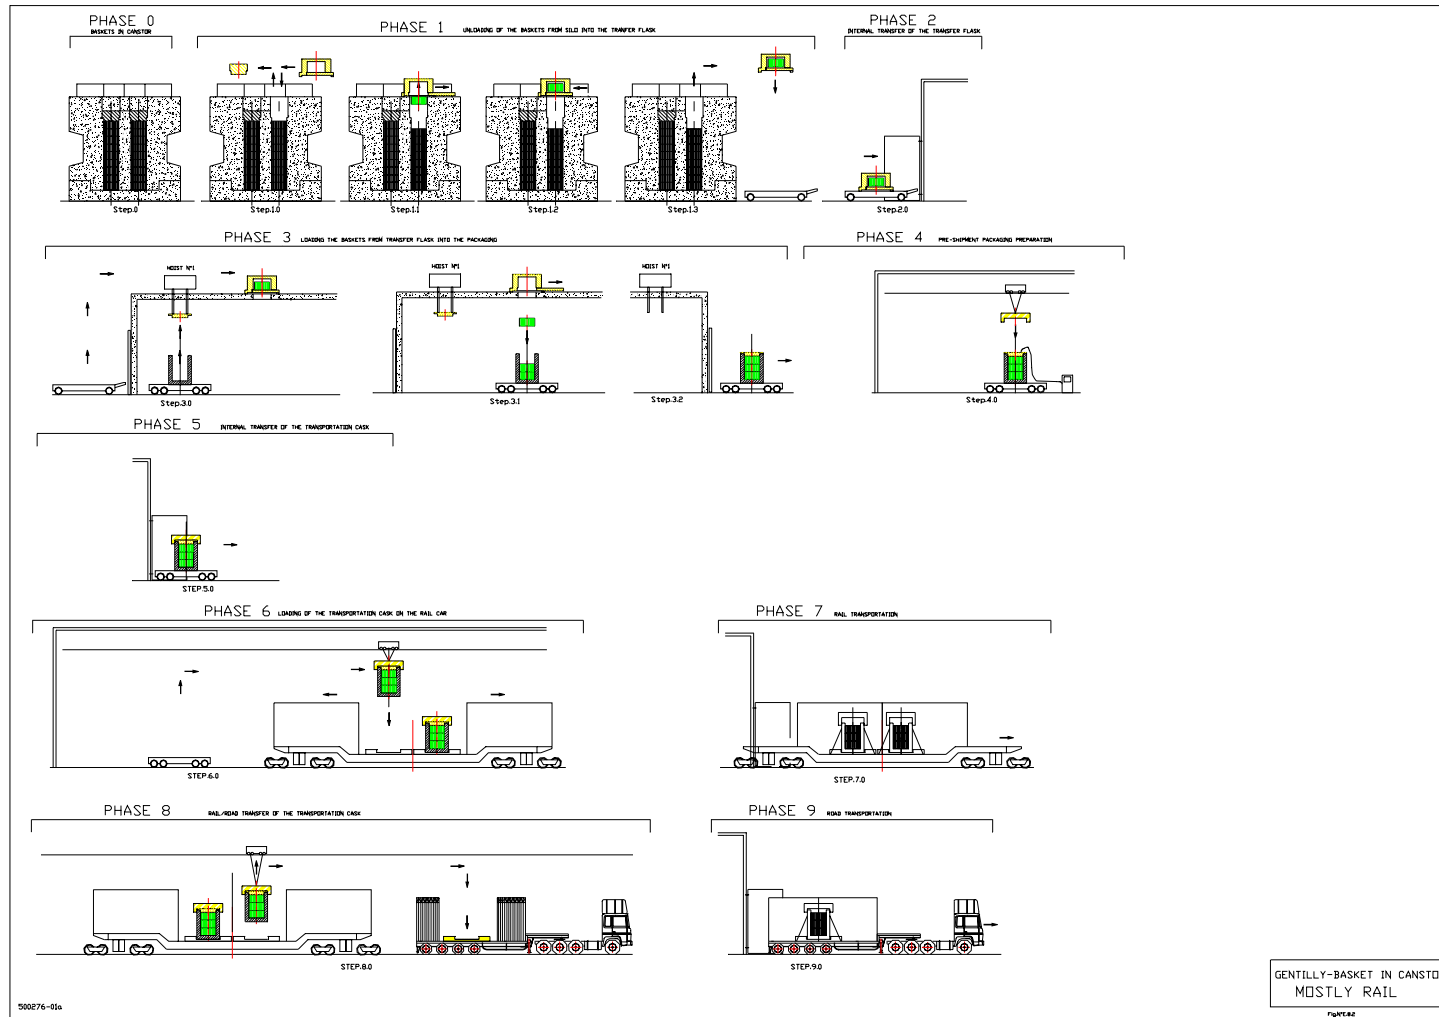 PHASE 0
BASKETS IN CANSTOR
PHASE 1 UNLOADING OF THE BASKETS FROM SILO INTO THE TRANFER FLASK
PHASE 2
INTERNAL TRANSFER OF THE TRANSFER FLASK
Step.0
Step.1.0
Step.1.1
Step.1.2
Step.1.3
Step.2.0
PHASE 3 LOADING THE BASKETS FROM TRANSFER FLASK INTO THE PACKAGING
PHASE 4 PRE-SHIPMENT PACKAGING PREPARATION
HOIST N°1
HOIST N°1
HOIST N°1
Step.3.0
Step.3.1
Step.3.2
Step.4.0
PHASE 5 INTERNAL TRANSFER OF THE TRANSPORTATION CASK
STEP.5.0
PHASE 6 LOADING OF THE TRANSPORTATION CASK ON THE RAIL CAR
PHASE 7 RAIL TRANSPORTATION
STEP.6.0
STEP.7.0
PHASE 8 RAIL/ROAD TRANSFER OF THE TRANSPORTATION CASK
PHASE 9 ROAD TRANSPORTATION
STEP.8.0
STEP.9.0
GENTILLY-BASKET IN CANSTO
MOSTLY RAIL
500276-01a